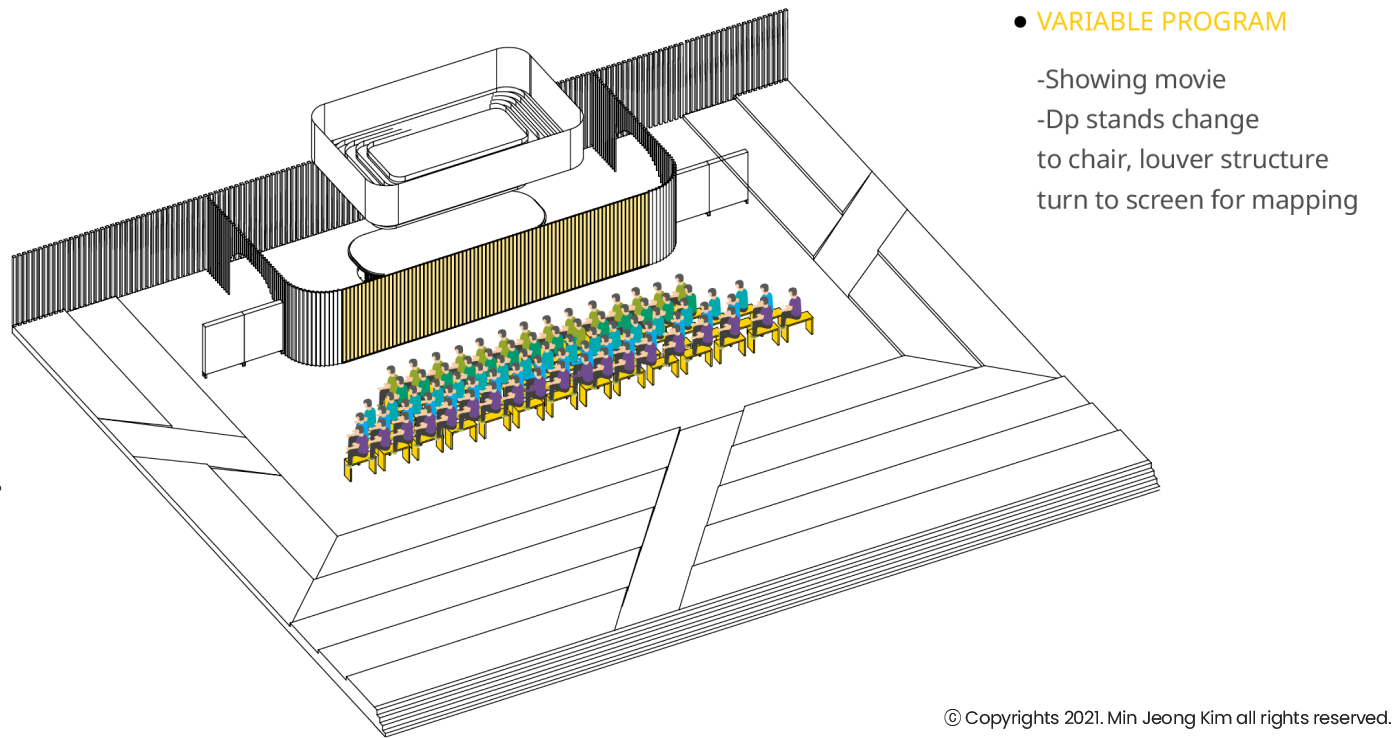 VARIABLE PROGRAM
-Showing movie
-Dp stands change
to chair, louver structure
turn to screen for mapping
ⓒ Copyrights 2021. Min Jeong Kim all rights reserved.